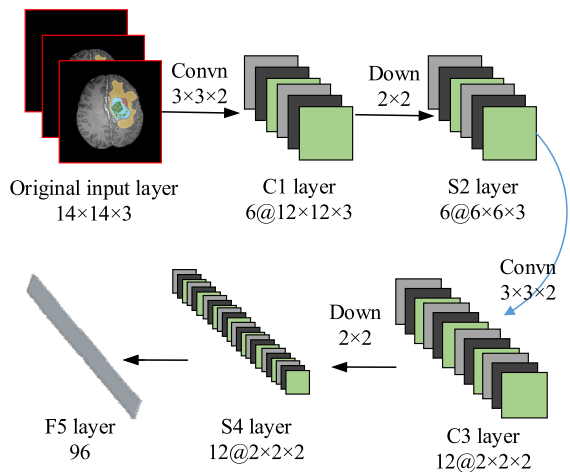 Convn
3×3×2
Down
2×2
Original input layer
14×14×3
C1 layer
6@12×12×3
S2 layer
6@6×6×3
Convn
3×3×2
Down
2×2
F5 layer
96
S4 layer
12@2×2×2
C3 layer
12@2×2×2